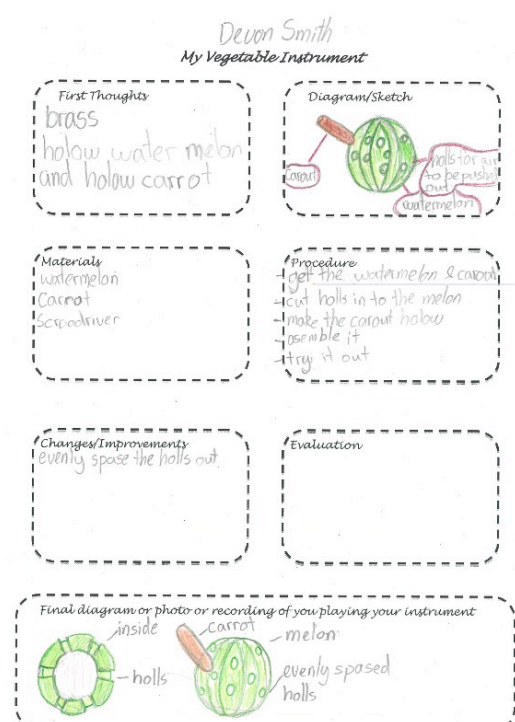 Devon Smith
My Vegetable Instrument
First Thoughts
brass
holow water melon
and holow carrot
Diagram/Sketch
carout
holls for air
to be pushed
out
watermelon
Materials
watermelon
Carrot
Scroodriver
Procedure
- get the watermelon & carout
- cut holls in to the melon
- make the carout holow
- asemble it
- try it out
Changes/Improvements
evenly spase the holls out.
Evaluation
Final diagram or photo or recording of you playing your instrument
inside
holls
carrot
melon
evenly spased
holls